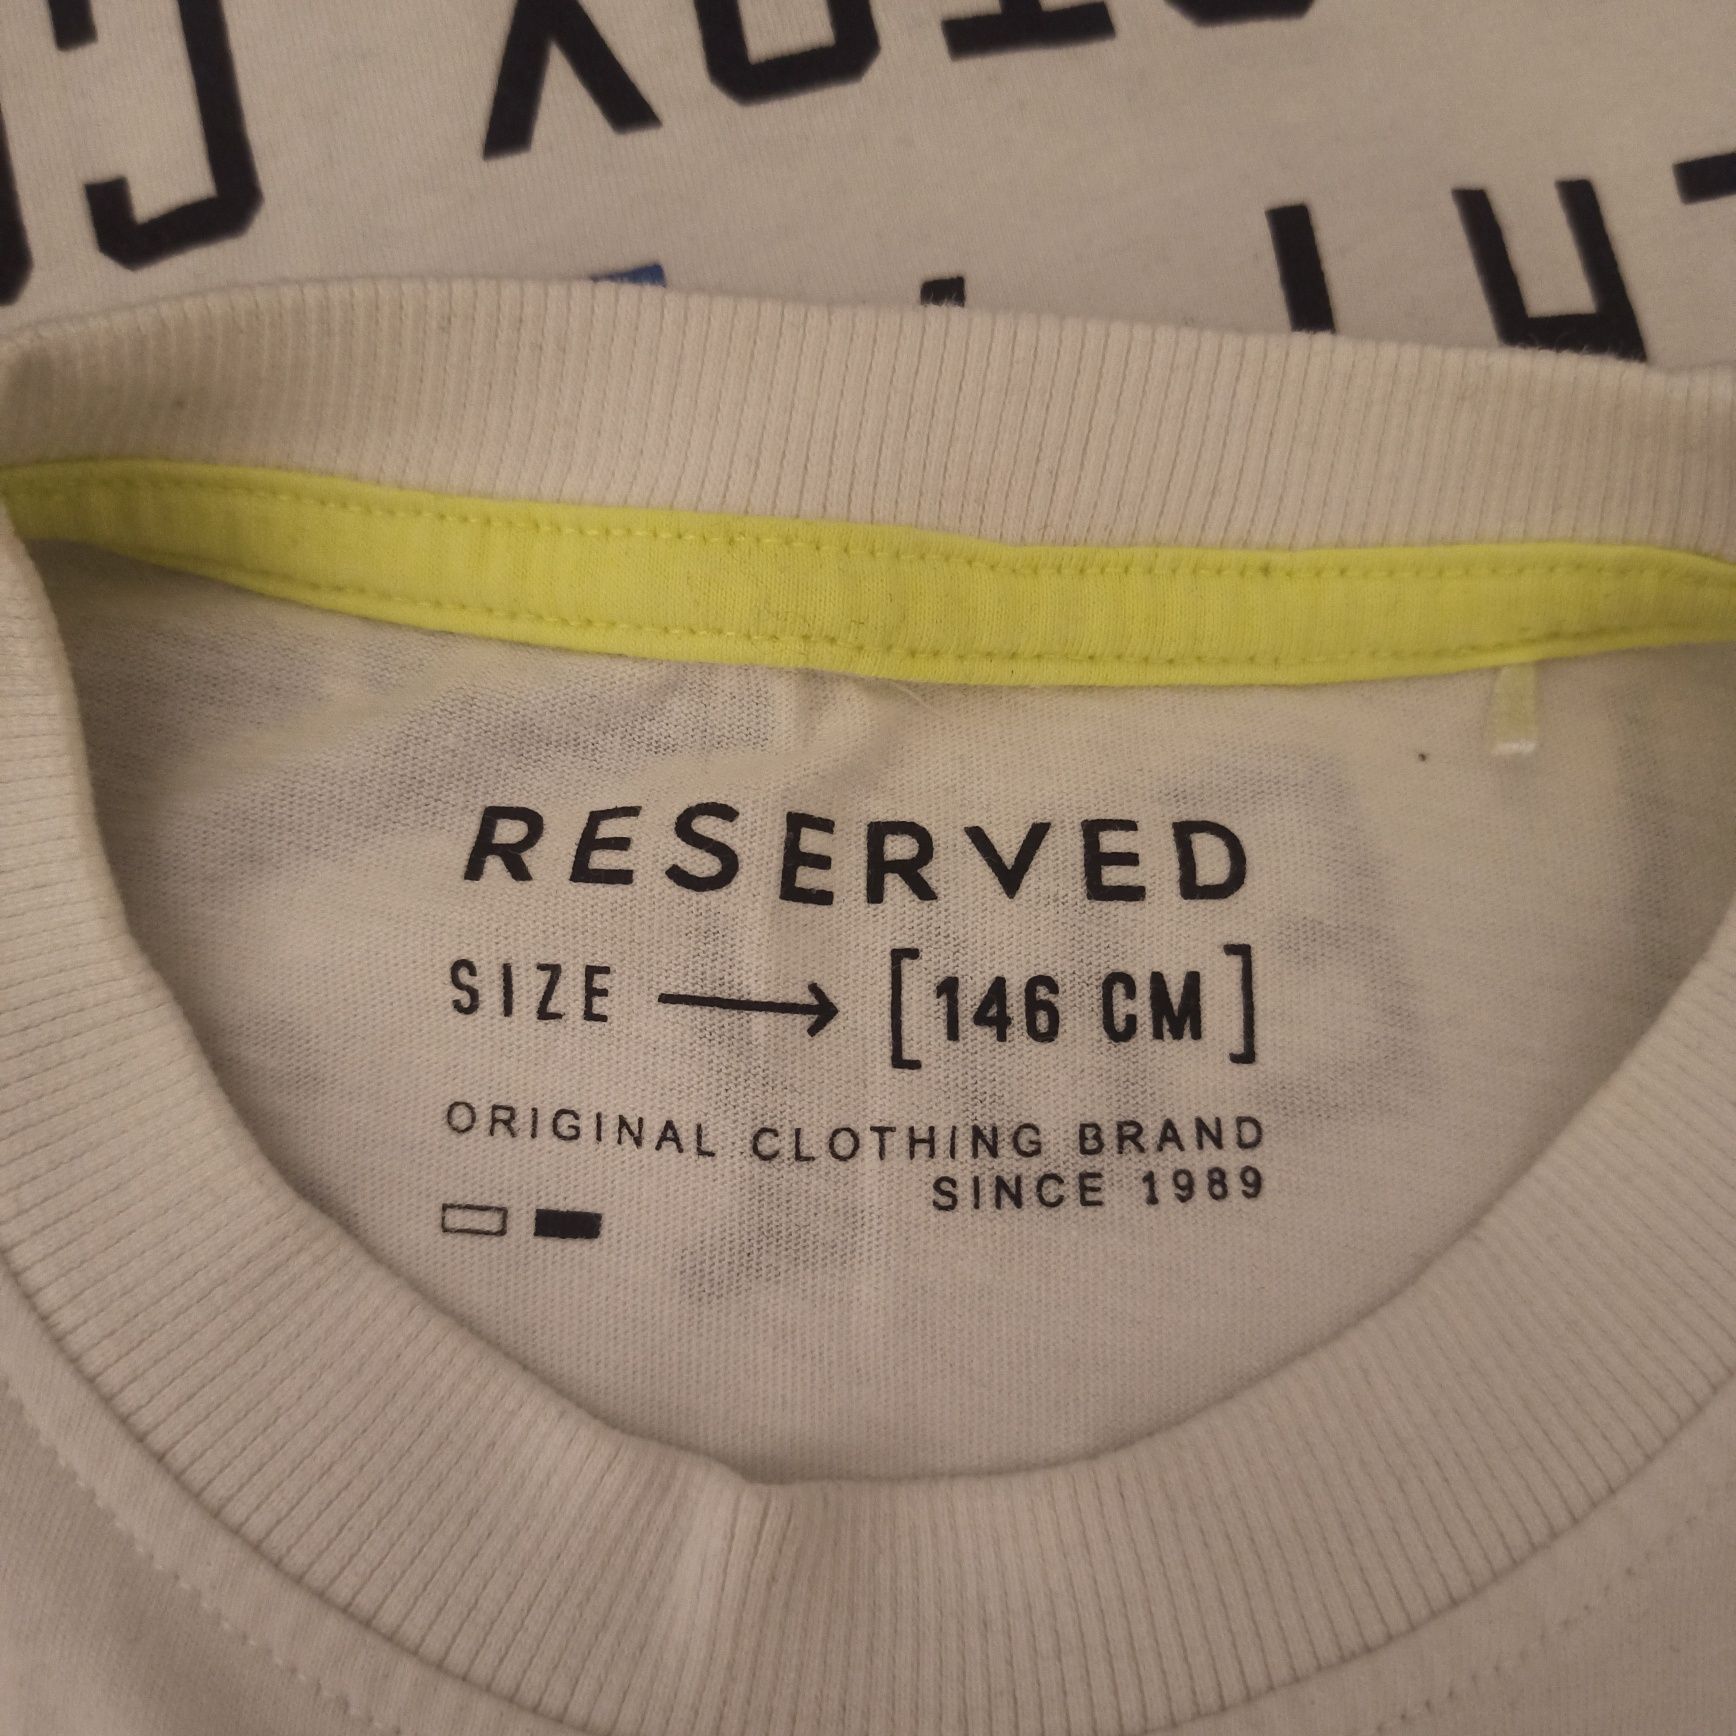 RESERVED
SIZE → [146 CM]
ORIGINAL CLOTHING BRAND
SINCE 1989